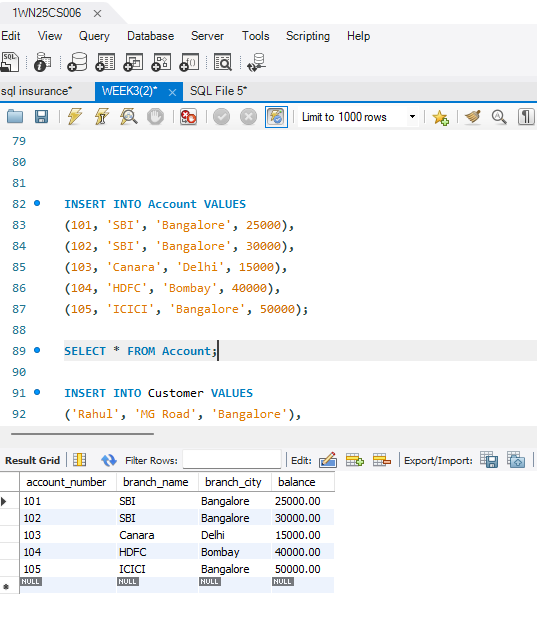 1WN25CS006 ×
Edit View Query Database Server Tools Scripting Help
sql insurance* WEEK3(2)* × SQL File 5*
Limit to 1000 rows
79
80
81
82 INSERT INTO Account VALUES
83 (101, 'SBI', 'Bangalore', 25000),
84 (102, 'SBI', 'Bangalore', 30000),
85 (103, 'Canara', 'Delhi', 15000),
86 (104, 'HDFC', 'Bombay', 40000),
87 (105, 'ICICI', 'Bangalore', 50000);
88
89 SELECT * FROM Account;
90
91 INSERT INTO Customer VALUES
92 ('Rahul', 'MG Road', 'Bangalore'),
Result Grid Filter Rows: Edit: Export/Import:
account_number branch_name branch_city balance
101 SBI Bangalore 25000.00
102 SBI Bangalore 30000.00
103 Canara Delhi 15000.00
104 HDFC Bombay 40000.00
105 ICICI Bangalore 50000.00
NULL NULL NULL NULL